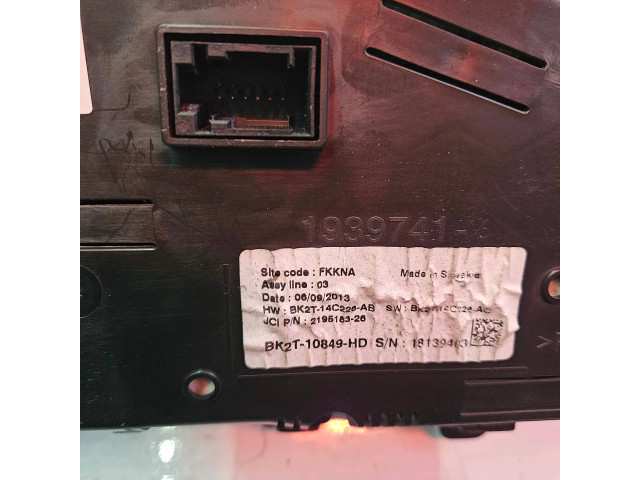 1939741-
Site code : FKKNA Made in Slovakia
Assy line : 03
Date : 06/09/2013
HW : BK2T-14C226-AB SW :
JCI P/N : 2195183-26
BK2T-10849-HD S/N :